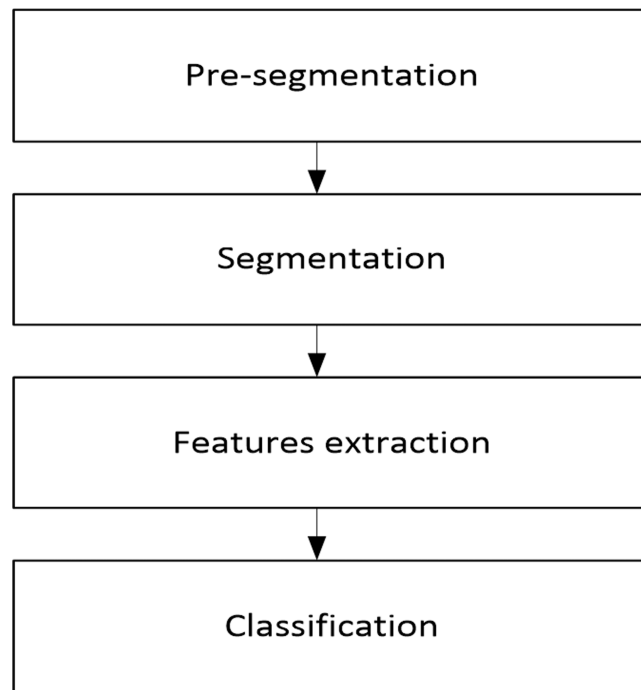 Pre-segmentation
Segmentation
Features extraction
Classification